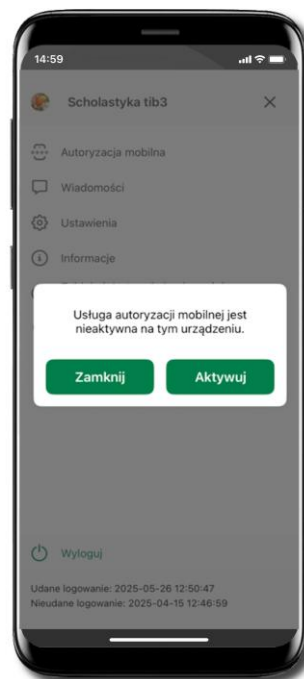 14:59
Scholastyka tib3
Autoryzacja mobilna
Wiadomości
Ustawienia
Informacje
Usługa autoryzacji mobilnej jest
nieaktywna na tym urządzeniu.
Zamknij
Aktywuj
Wyloguj
Udane logowanie: 2025-05-26 12:50:47
Nieudane logowanie: 2025-04-15 12:46:59